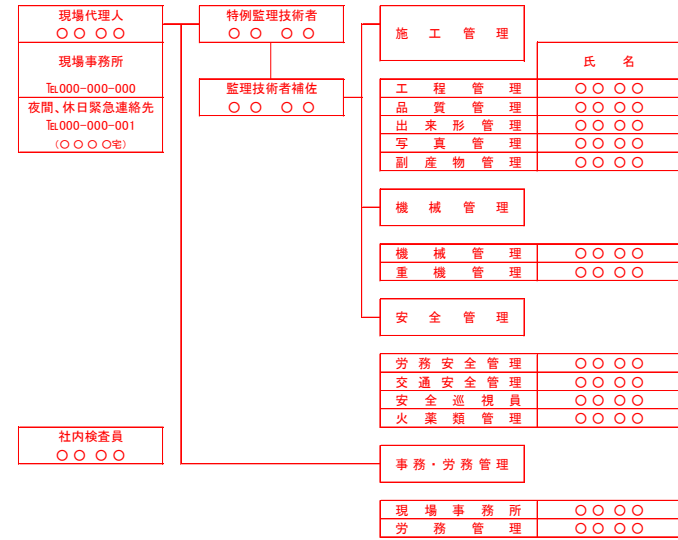 現場代理人
○○ ○○
現場事務所
℡000-000-000
夜間、休日緊急連絡先
℡000-000-001
(○○○○宅)
特例監理技術者
○○ ○○
監理技術者補佐
○○ ○○
施工管理
氏名
工程管理 ○○ ○○
品質管理 ○○ ○○
出来形管理 ○○ ○○
写真管理 ○○ ○○
副産物管理 ○○ ○○
機械管理
機械管理 ○○ ○○
重機管理 ○○ ○○
安全管理
労務安全管理 ○○ ○○
交通安全管理 ○○ ○○
安全巡視員 ○○ ○○
火薬類管理 ○○ ○○
社内検査員
○○ ○○
事務・労務管理
現場事務所 ○○ ○○
労務管理 ○○ ○○